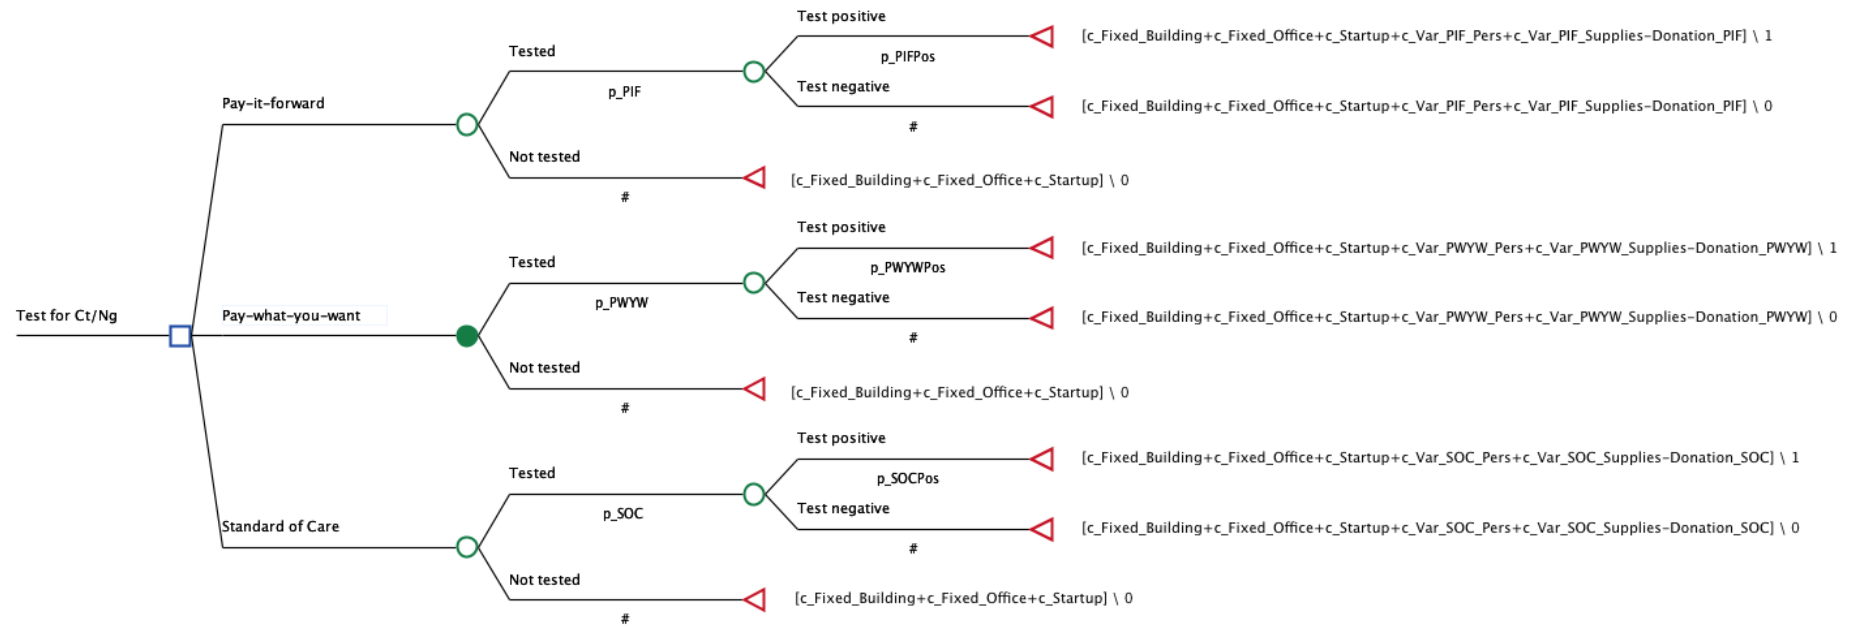 Test positive
[c_Fixed_Building+c_Fixed_Office+c_Startup+c_Var_PIF_Pers+c_Var_PIF_Supplies-Donation_PIF] \ 1
Tested
p_PIFPos
Test negative
p_PIF
[c_Fixed_Building+c_Fixed_Office+c_Startup+c_Var_PIF_Pers+c_Var_PIF_Supplies-Donation_PIF] \ 0
Pay-it-forward
#
Not tested
[c_Fixed_Building+c_Fixed_Office+c_Startup] \ 0
#
Test positive
[c_Fixed_Building+c_Fixed_Office+c_Startup+c_Var_PWYW_Pers+c_Var_PWYW_Supplies-Donation_PWYW] \ 1
Tested
p_PWYWPos
Test negative
p_PWYW
Test for Ct/Ng
Pay-what-you-want
[c_Fixed_Building+c_Fixed_Office+c_Startup+c_Var_PWYW_Pers+c_Var_PWYW_Supplies-Donation_PWYW] \ 0
#
Not tested
[c_Fixed_Building+c_Fixed_Office+c_Startup] \ 0
#
Test positive
[c_Fixed_Building+c_Fixed_Office+c_Startup+c_Var_SOC_Pers+c_Var_SOC_Supplies-Donation_SOC] \ 1
Tested
p_SOCPos
Test negative
p_SOC
Standard of Care
[c_Fixed_Building+c_Fixed_Office+c_Startup+c_Var_SOC_Pers+c_Var_SOC_Supplies-Donation_SOC] \ 0
#
Not tested
[c_Fixed_Building+c_Fixed_Office+c_Startup] \ 0
#